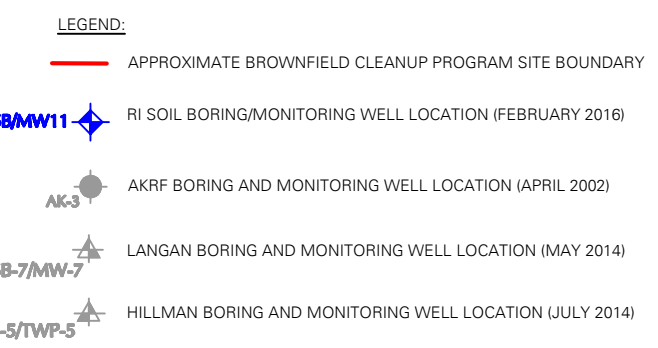 LEGEND:
APPROXIMATE BROWNFIELD CLEANUP PROGRAM SITE BOUNDARY
SB/MW11 RI SOIL BORING/MONITORING WELL LOCATION (FEBRUARY 2016)
AK-3 AKRF BORING AND MONITORING WELL LOCATION (APRIL 2002)
SB-7/MW-7 LANGAN BORING AND MONITORING WELL LOCATION (MAY 2014)
-5/TWP-5 HILLMAN BORING AND MONITORING WELL LOCATION (JULY 2014)